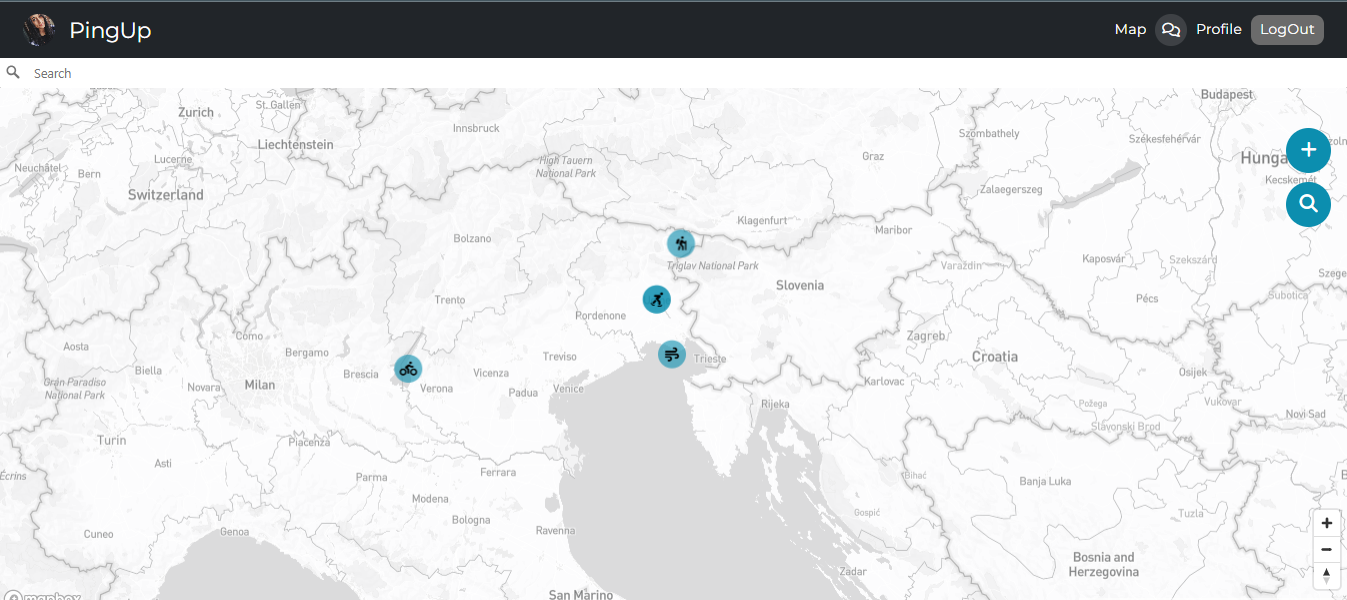 PingUp
Map
Profile
LogOut
Search
Budapest
Zurich
St. Gallen
Innsbruck
Szombathely
Székesfehérvár
Liechtenstein
Lucerne
High Tauern
National Park
Graz
Hunga
Neuchâtel
Bern
Kecskemét
Switzerland
Zalaegerszeg
Klagenfurt
Maribor
Bolzano
Kaposvár
Szekszárd
Triglav National Park
Varaždin
Szege
Slovenia
Trento
Pécs
Subotica
Pordenone
Como
Zagreb
Aosta
Bergamo
Treviso
Trieste
Croatia
Biella
Brescia
Vicenza
Osijek
Gran Paradiso
National Park
Novara
Milan
Verona
Padua
Venice
Karlovac
Rijeka
Požega
Vukovar
Novi Sad
Slavonski Brod
Turin
Piacenza
Asti
Écrins
Parma
Ferrara
Bihać
Banja Luka
Modena
Bologna
Gospić
Tuzla
Cuneo
Genoa
Ravenna
Bosnia and
Herzegovina
Zadar
San Marino
mapbox